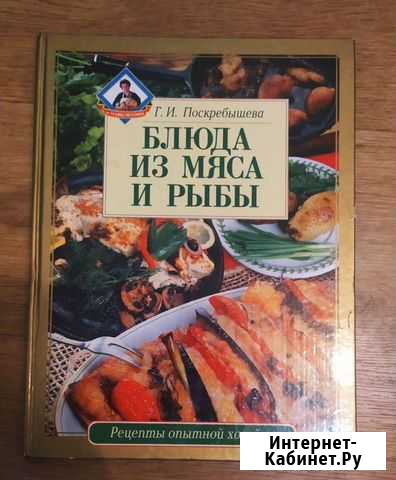 Г. И. Поскребышева
БЛЮДА
ИЗ МЯСА
И РЫБЫ
Рецепты опытной
Интернет-
Кабинет.Ру